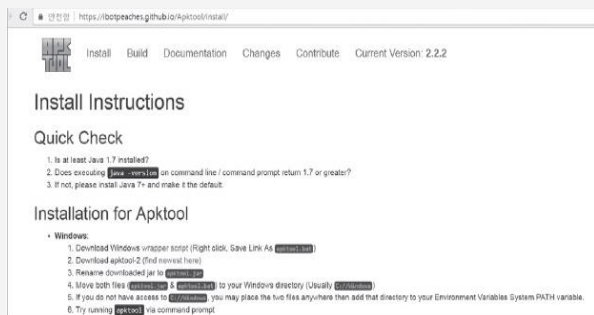 안전함 | https://ibotpeaches.github.io/Apktool/install/
APK TOOL Install Build Documentation Changes Contribute Current Version: 2.2.2
Install Instructions
Quick Check
1. Is at least Java 1.7 installed?
2. Does executing java -version on command line / command prompt return 1.7 or greater?
3. If not, please install Java 7+ and make it the default.
Installation for Apktool
• Windows:
1. Download Windows wrapper script (Right click, Save Link As apktool.bat)
2. Download apktool-2 (find newest here)
3. Rename downloaded jar to apktool.jar
4. Move both files (apktool.jar & apktool.bat) to your Windows directory (Usually C://Windows)
5. If you do not have access to C://Windows, you may place the two files anywhere then add that directory to your Environment Variables System PATH variable.
6. Try running apktool via command prompt